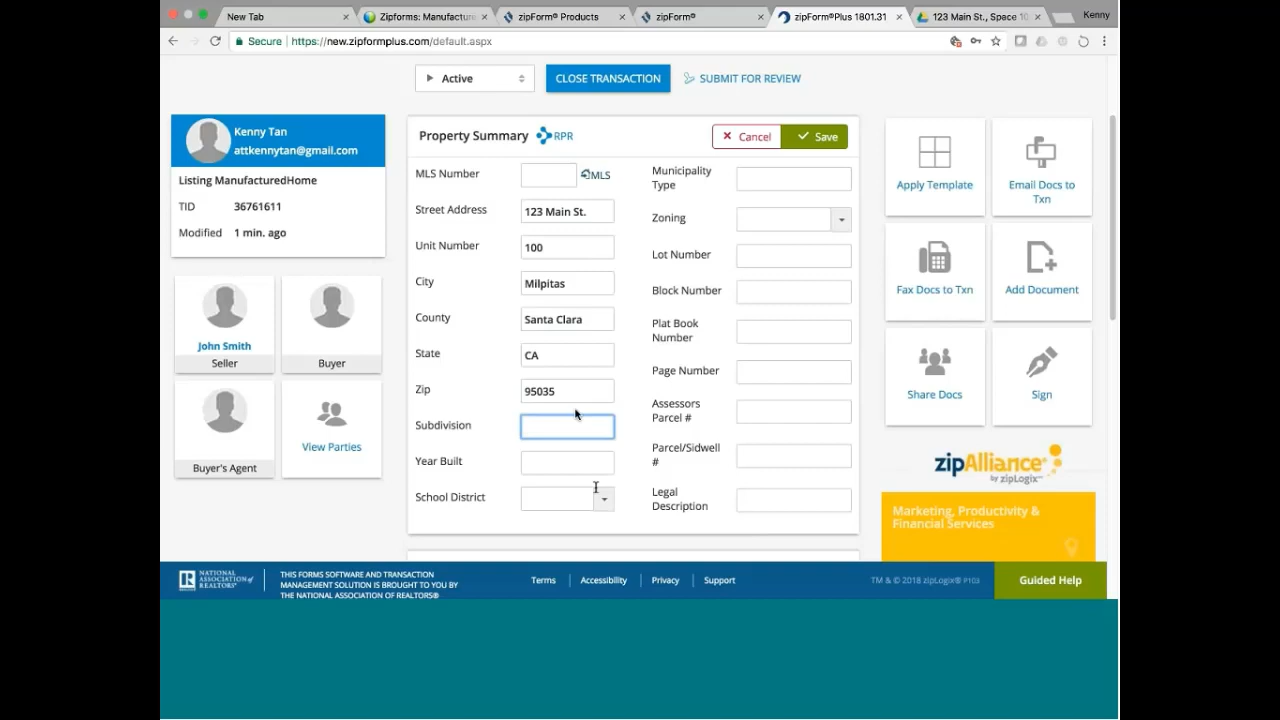 New Tab
Zipforms: Manufactur
zipForm® Products
zipForm®
zipForm®Plus 1801.31
123 Main St., Space 10
Kenny
Secure
https://new.zipformplus.com/default.aspx
Active
CLOSE TRANSACTION
SUBMIT FOR REVIEW
Kenny Tan
attkennytan@gmail.com
Listing ManufacturedHome
TID 36761611
Modified 1 min. ago
John Smith
Seller
Buyer
Buyer's Agent
View Parties
Property Summary
RPR
Cancel
Save
MLS Number
MLS
Street Address 123 Main St.
Unit Number 100
City Milpitas
County Santa Clara
State CA
Zip 95035
Subdivision
Year Built
School District
Municipality
Type
Zoning
Lot Number
Block Number
Plat Book
Number
Page Number
Assessors
Parcel #
Parcel/Sidwell
#
Legal
Description
Apply Template
Email Docs to
Txn
Fax Docs to Txn
Add Document
Share Docs
Sign
zipAlliance
by zipLogix
Marketing, Productivity &
Financial Services
NATIONAL
ASSOCIATION
of REALTORS®
THIS FORMS SOFTWARE AND TRANSACTION
MANAGEMENT SOLUTION IS BROUGHT TO YOU BY
THE NATIONAL ASSOCIATION OF REALTORS®
Terms
Accessibility
Privacy
Support
TM & © 2018 zipLogix® P103
Guided Help